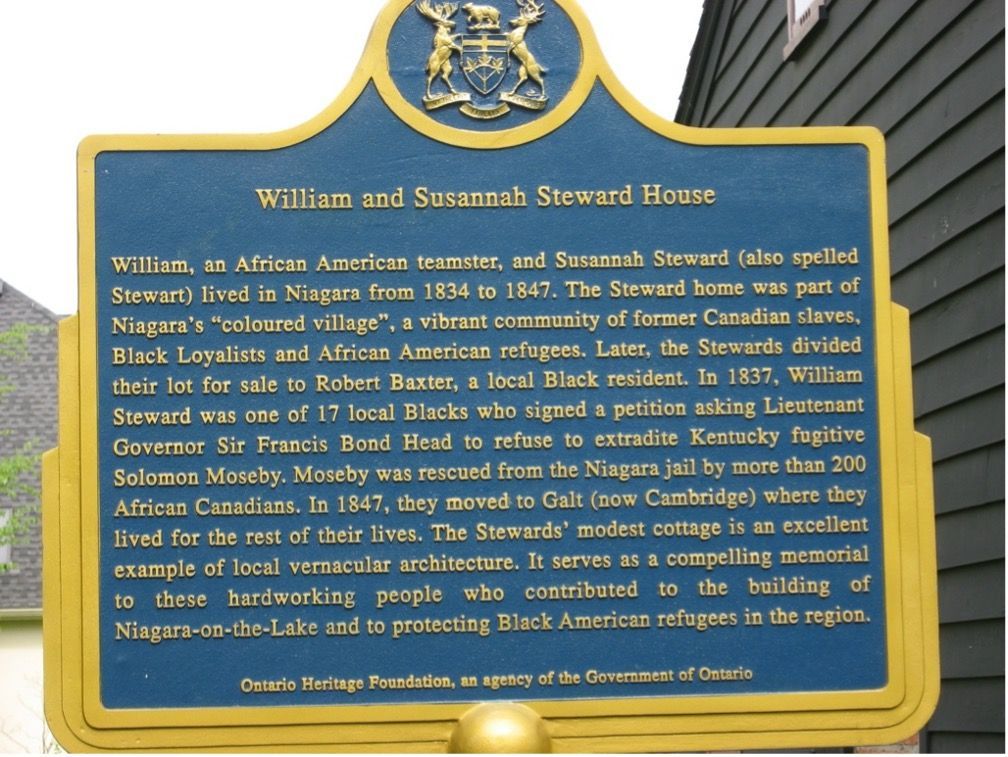 William and Susannah Steward House
William, an African American teamster, and Susannah Steward (also spelled
Stewart) lived in Niagara from 1834 to 1847. The Steward home was part of
Niagara's "coloured village", a vibrant community of former Canadian slaves,
Black Loyalists and African American refugees. Later, the Stewards divided
their lot for sale to Robert Baxter, a local Black resident. In 1837, William
Steward was one of 17 local Blacks who signed a petition asking Lieutenant
Governor Sir Francis Bond Head to refuse to extradite Kentucky fugitive
Solomon Moseby. Moseby was rescued from the Niagara jail by more than 200
African Canadians. In 1847, they moved to Galt (now Cambridge) where they
lived for the rest of their lives. The Stewards' modest cottage is an excellent
example of local vernacular architecture. It serves as a compelling memorial
to these hardworking people who contributed to the building of
Niagara-on-the-Lake and to protecting Black American refugees in the region.
Ontario Heritage Foundation, an agency of the Government of Ontario